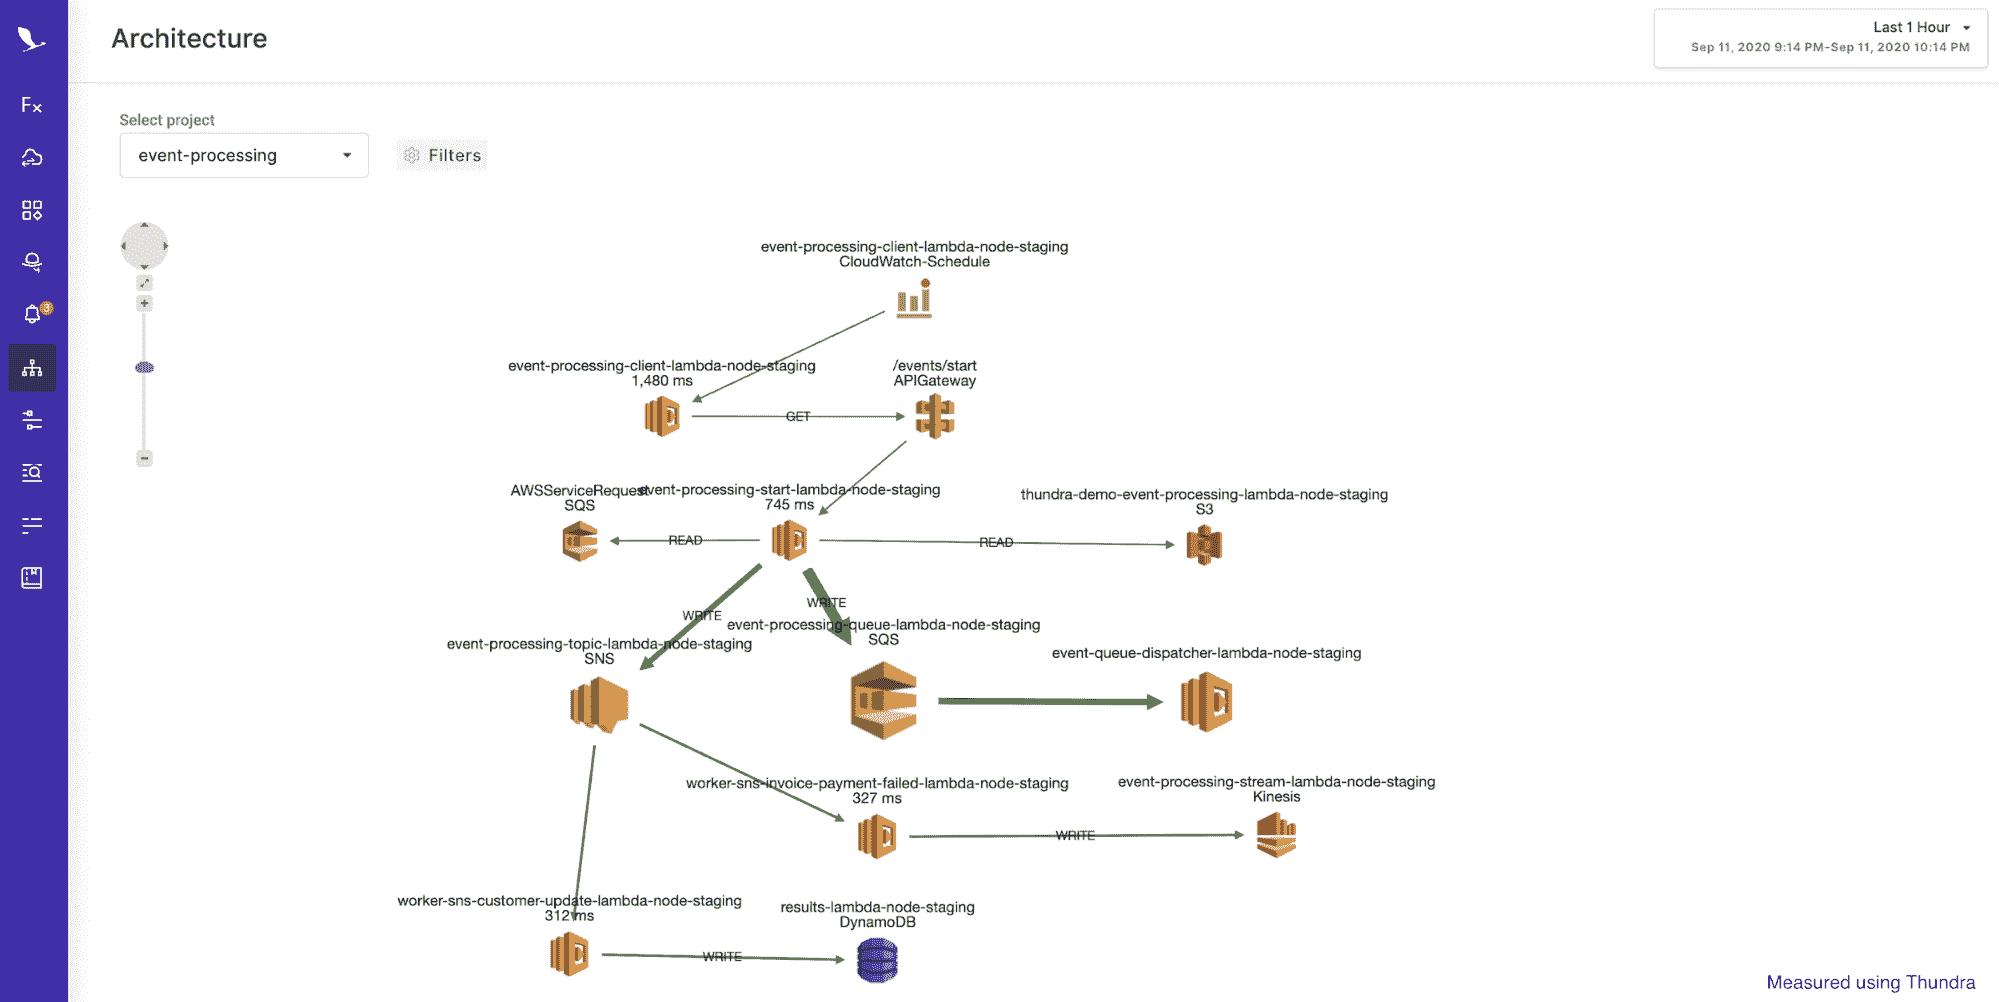 Architecture
Last 1 Hour
Sep 11, 2020 9:14 PM-Sep 11, 2020 10:14 PM
Fx
3
Select project
event-processing
Filters
event-processing-client-lambda-node-staging
CloudWatch-Schedule
event-processing-client-lambda-node-staging
1,480 ms
/events/start
APIGateway
GET
AWSServiceRequest
SQS
event-processing-start-lambda-node-staging
745 ms
thundra-demo-event-processing-lambda-node-staging
S3
READ
READ
WRITE
WRITE
event-processing-topic-lambda-node-staging
SNS
event-processing-queue-lambda-node-staging
SQS
event-queue-dispatcher-lambda-node-staging
worker-sns-invoice-payment-failed-lambda-node-staging
327 ms
event-processing-stream-lambda-node-staging
Kinesis
WRITE
worker-sns-customer-update-lambda-node-staging
312 ms
results-lambda-node-staging
DynamoDB
WRITE
Measured using Thundra